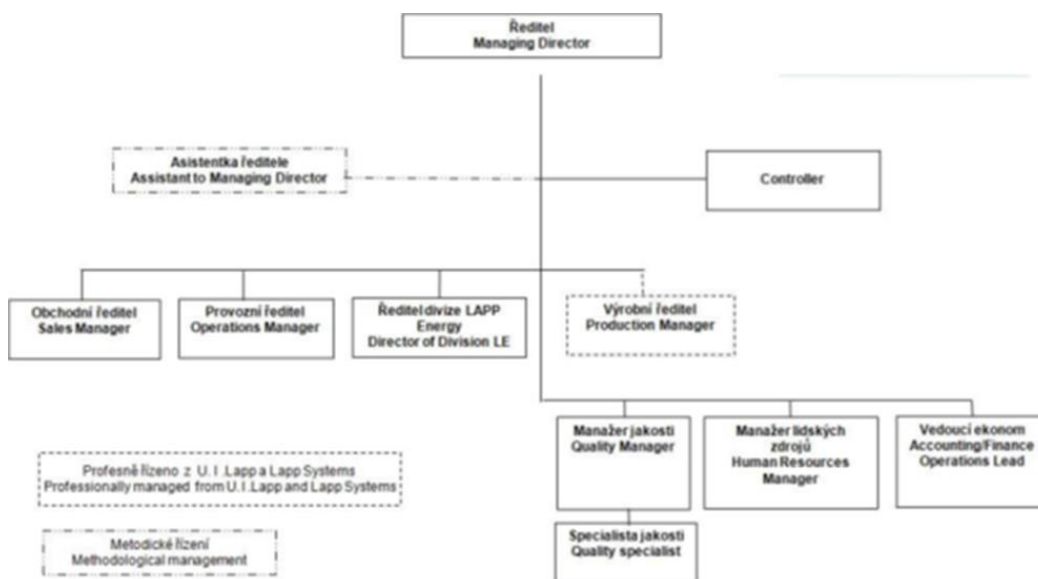 Ředitel
Managing Director
Asistentka ředitele
Assistant to Managing Director
Controller
Obchodní ředitel
Sales Manager
Provozní ředitel
Operations Manager
Ředitel divize LAPP
Energy
Director of Division LE
Výrobní ředitel
Production Manager
Manažer jakosti
Quality Manager
Manažer lidských
zdrojů
Human Resources
Manager
Vedoucí ekonom
Accounting/Finance
Operations Lead
Profesně řízeno z U. I .Lapp a Lapp Systems
Professionally managed from U. I .Lapp and Lapp Systems
Specialista jakosti
Quality specialist
Metodické řízení
Methodological management